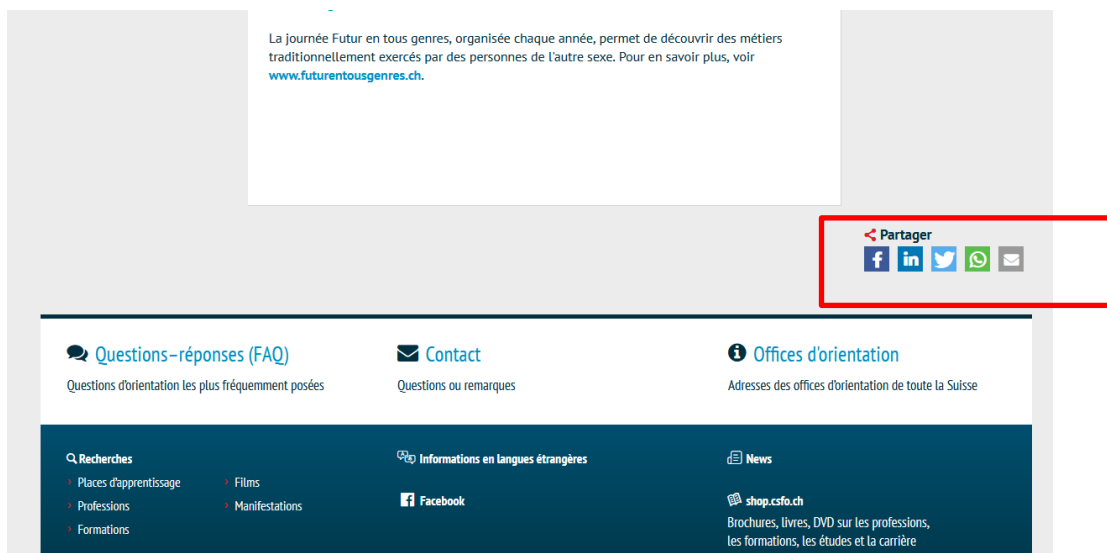 La journée Futur en tous genres, organisée chaque année, permet de découvrir des métiers
traditionnellement exercés par des personnes de l'autre sexe. Pour en savoir plus, voir
www.futurentousgenres.ch.
Partager
Questions–réponses (FAQ)
Questions d'orientation les plus fréquemment posées
Contact
Questions ou remarques
Offices d'orientation
Adresses des offices d'orientation de toute la Suisse
Recherches
Places d'apprentissage
Professions
Formations
Films
Manifestations
Informations en langues étrangères
Facebook
News
shop.csfo.ch
Brochures, livres, DVD sur les professions,
les formations, les études et la carrière